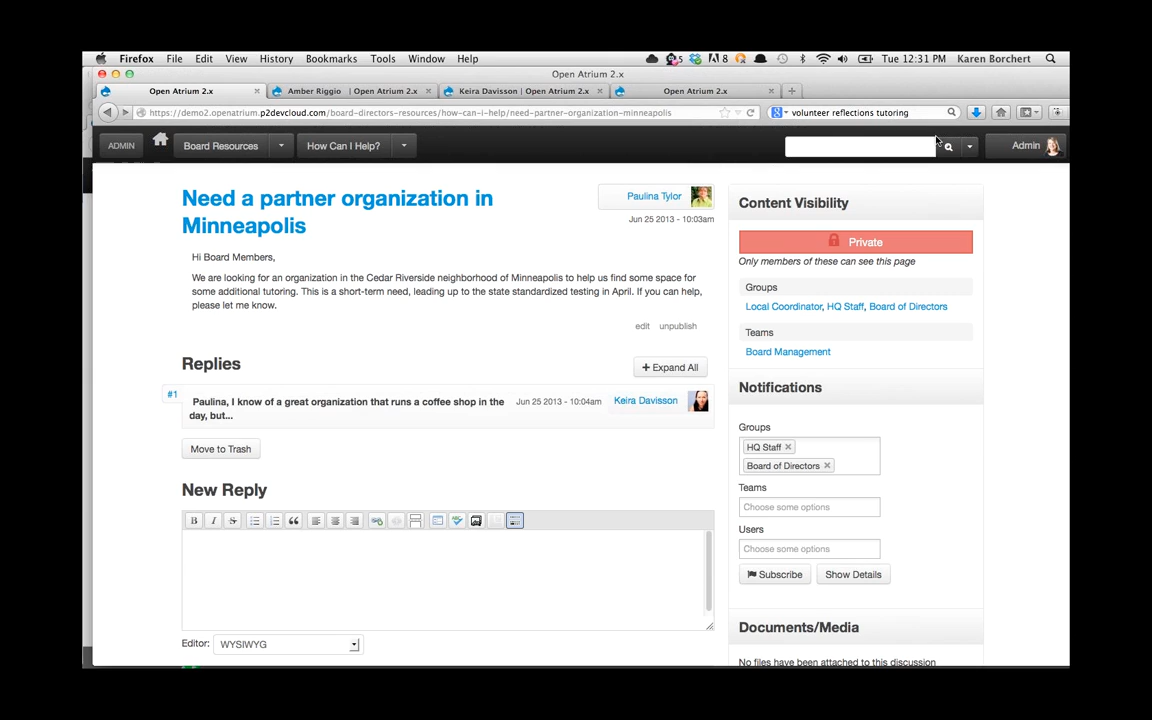 Firefox File Edit View History Bookmarks Tools Window Help 5 8 Tue 12:31 PM Karen Borchert
Open Atrium 2.x
Open Atrium 2.x Amber Riggio | Open Atrium 2.x Keira Davisson | Open Atrium 2.x Open Atrium 2.x
https://demo2.openatrium.p2devcloud.com/board-directors-resources/how-can-i-help/need-partner-organization-minneapolis volunteer reflections tutoring
ADMIN Board Resources How Can I Help? Admin
Need a partner organization in
Minneapolis
Paulina Tylor
Jun 25 2013 - 10:03am
Hi Board Members,
We are looking for an organization in the Cedar Riverside neighborhood of Minneapolis to help us find some space for
some additional tutoring. This is a short-term need, leading up to the state standardized testing in April. If you can help,
please let me know.
edit unpublish
Replies
+ Expand All
#1
Paulina, I know of a great organization that runs a coffee shop in the
day, but...
Jun 25 2013 - 10:04am
Keira Davisson
Move to Trash
New Reply
B I S
Editor: WYSIWYG
Content Visibility
Private
Only members of these can see this page
Groups
Local Coordinator, HQ Staff, Board of Directors
Teams
Board Management
Notifications
Groups
HQ Staff ×
Board of Directors ×
Teams
Choose some options
Users
Choose some options
Subscribe Show Details
Documents/Media
No files have been attached to this discussion